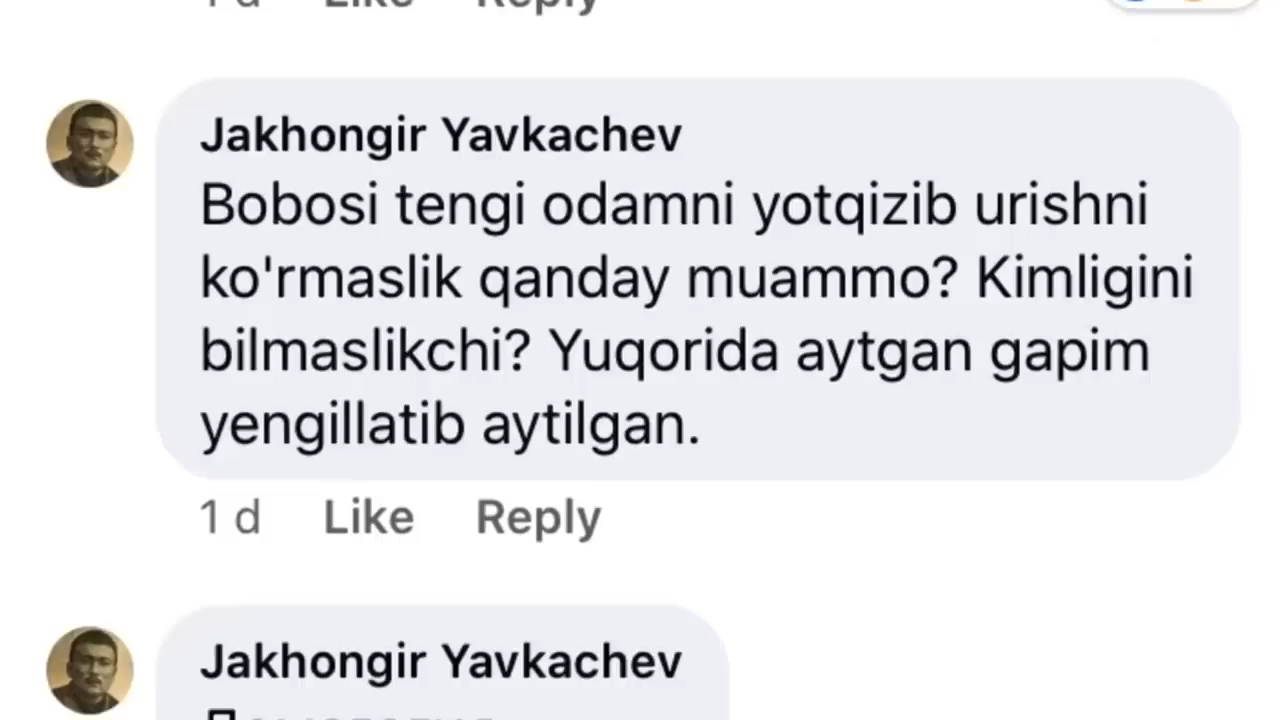 1 d Like Reply
Jakhongir Yavkachev
Bobosi tengi odamni yotqizib urishni
ko'rmaslik qanday muammo? Kimligini
bilmaslikchi? Yuqorida aytgan gapim
yengillatib aytilgan.
1 d Like Reply
Jakhongir Yavkachev